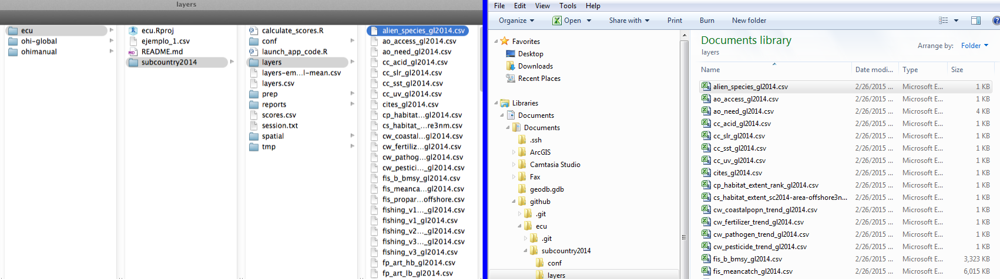 layers
ecu
ohi-global
ohimanual
ecu.Rproj
ejemplo_1.csv
README.md
subcountry2014
calculate_scores.R
conf
launch_app_code.R
layers
layers-em...l-mean.csv
layers.csv
prep
reports
scores.csv
session.txt
spatial
tmp
alien_species_gl2014.csv
ao_access_gl2014.csv
ao_need_gl2014.csv
cc_acid_gl2014.csv
cc_slr_gl2014.csv
cc_sst_gl2014.csv
cc_uv_gl2014.csv
cites_gl2014.csv
cp_habitat...gl2014.csv
cs_habitat_...re3nm.csv
cw_coastal..._gl2014.csv
cw_fertiliz..._gl2014.csv
cw_pathog..._gl2014.csv
cw_pestici..._gl2014.csv
fis_b_bmsy_gl2014.csv
fis_meanca...gl2014.csv
fis_propar...offshore.csv
fishing_v1..._gl2014.csv
fishing_v1_gl2014.csv
fishing_v2..._gl2014.csv
fishing_v3..._gl2014.csv
fishing_v3_gl2014.csv
fp_art_hb_gl2014.csv
fp_art_lb_gl2014.csv
File Edit View Tools Help
Organize Open Share with Print Burn New folder
Favorites
Desktop
Downloads
Recent Places
Libraries
Documents
Documents
.ssh
ArcGIS
Camtasia Studio
Fax
geodb.gdb
github
.git
ecu
.git
subcountry2014
conf
layers
Documents library
layers
Arrange by: Folder
Name Date modi... Type Size
alien_species_gl2014.csv 2/26/2015 ... Microsoft E... 1 KB
ao_access_gl2014.csv 2/26/2015 ... Microsoft E... 1 KB
ao_need_gl2014.csv 2/26/2015 ... Microsoft E... 4 KB
cc_acid_gl2014.csv 2/26/2015 ... Microsoft E... 1 KB
cc_slr_gl2014.csv 2/26/2015 ... Microsoft E... 1 KB
cc_sst_gl2014.csv 2/26/2015 ... Microsoft E... 1 KB
cc_uv_gl2014.csv 2/26/2015 ... Microsoft E... 1 KB
cites_gl2014.csv 2/26/2015 ... Microsoft E... 1 KB
cp_habitat_extent_rank_gl2014.csv 2/26/2015 ... Microsoft E... 1 KB
cs_habitat_extent_sc2014-area-offshore3n... 2/26/2015 ... Microsoft E... 1 KB
cw_coastalpopn_trend_gl2014.csv 2/26/2015 ... Microsoft E... 1 KB
cw_fertilizer_trend_gl2014.csv 2/26/2015 ... Microsoft E... 1 KB
cw_pathogen_trend_gl2014.csv 2/26/2015 ... Microsoft E... 1 KB
cw_pesticide_trend_gl2014.csv 2/26/2015 ... Microsoft E... 1 KB
fis_b_bmsy_gl2014.csv 2/26/2015 ... Microsoft E... 3,323 KB
fis_meancatch_gl2014.csv 2/26/2015 ... Microsoft E... 6,015 KB